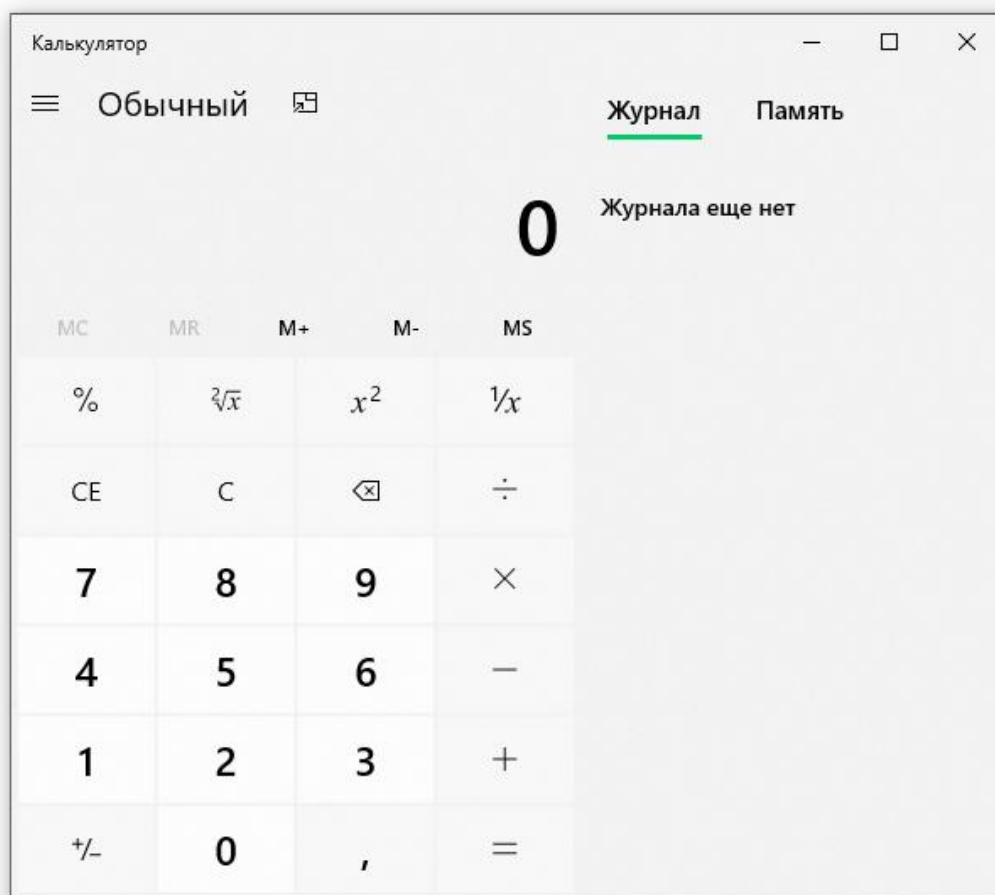 Калькулятор
Обычный
Журнал Память
0
Журнала еще нет
MC MR M+ M- MS
% ²√x x² ¹/x
CE C ÷
7 8 9 ×
4 5 6 −
1 2 3 +
+/− 0 , =